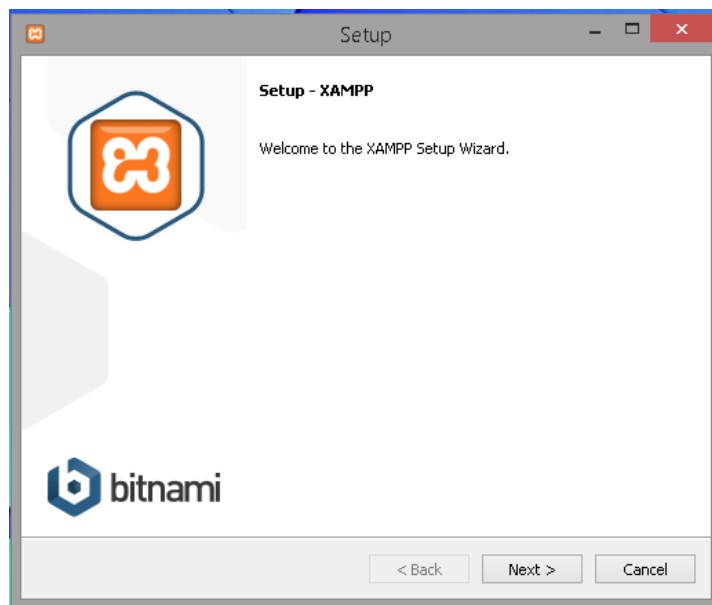 Setup
Setup - XAMPP
Welcome to the XAMPP Setup Wizard.
bitnami
< Back
Next >
Cancel